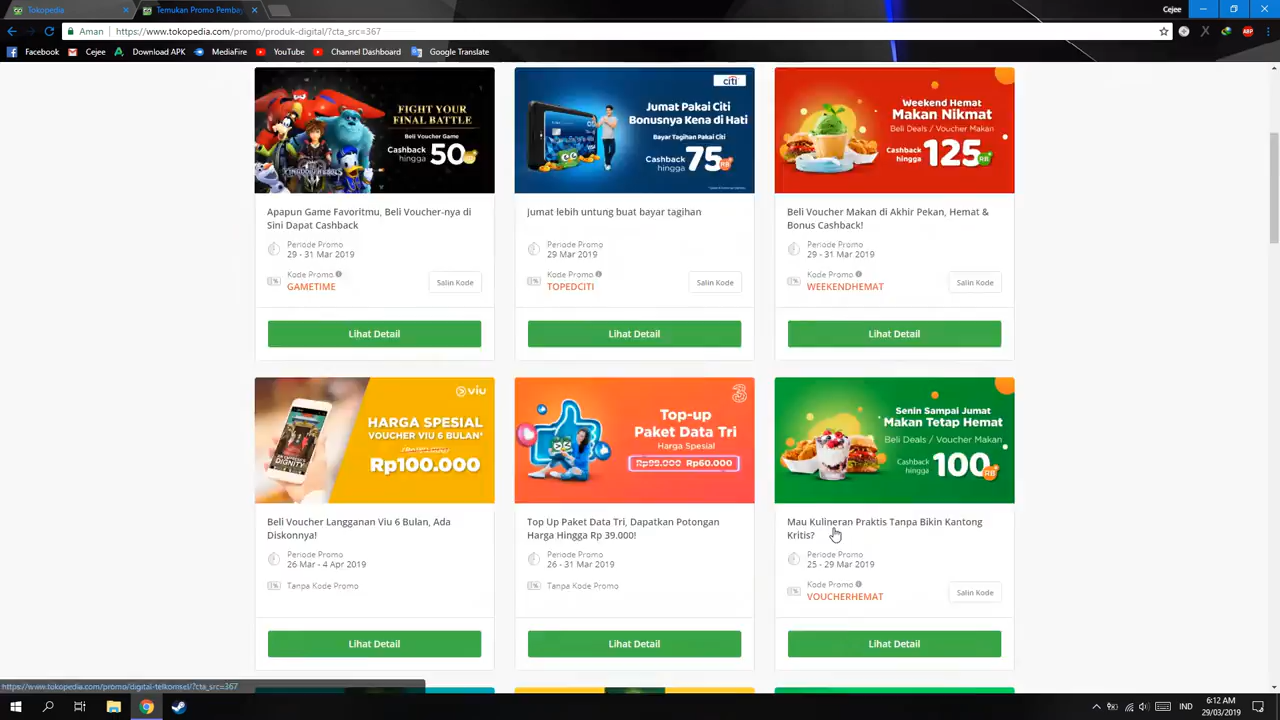 Tokopedia
Temukan Promo Pembay
Cejee
Aman
https://www.tokopedia.com/promo/produk-digital/?cta_src=367
Facebook
Cejee
Download APK
MediaFire
YouTube
Channel Dashboard
Google Translate
FIGHT YOUR
FINAL BATTLE
Beli Voucher Game
Cashback
hingga 50
KINGDOM HEARTS
citi
Jumat Pakai Citi
Bonusnya Kena di Hati
Bayar Tagihan Pakai Citi
Cashback
hingga 75 RB
Weekend Hemat
Makan Nikmat
Beli Deals / Voucher Makan
Cashback
hingga 125 RB
Apapun Game Favoritmu, Beli Voucher-nya di
Sini Dapat Cashback
Periode Promo
29 - 31 Mar 2019
Kode Promo
GAMETIME
Salin Kode
Lihat Detail
Jumat lebih untung buat bayar tagihan
Periode Promo
29 Mar 2019
Kode Promo
TOPEDCITI
Salin Kode
Lihat Detail
Beli Voucher Makan di Akhir Pekan, Hemat &
Bonus Cashback!
Periode Promo
29 - 31 Mar 2019
Kode Promo
WEEKENDHEMAT
Salin Kode
Lihat Detail
viu
HARGA SPESIAL
VOUCHER VIU 6 BULAN*
Rp100.000
DIGNITY
Top-up
Paket Data Tri
Harga Spesial
Rp99.000 Rp60.000
3
Senin Sampai Jumat
Makan Tetap Hemat
Beli Deals / Voucher Makan
Cashback
hingga 100 RB
Beli Voucher Langganan Viu 6 Bulan, Ada
Diskonnya!
Periode Promo
26 Mar - 4 Apr 2019
Tanpa Kode Promo
Lihat Detail
Top Up Paket Data Tri, Dapatkan Potongan
Harga Hingga Rp 39.000!
Periode Promo
26 - 31 Mar 2019
Tanpa Kode Promo
Lihat Detail
Mau Kulineran Praktis Tanpa Bikin Kantong
Kritis?
Periode Promo
25 - 29 Mar 2019
Kode Promo
VOUCHERHEMAT
Salin Kode
Lihat Detail
https://www.tokopedia.com/promo/digital-telkomsel/?cta_src=367
IND
6:12 AM
29/03/2019